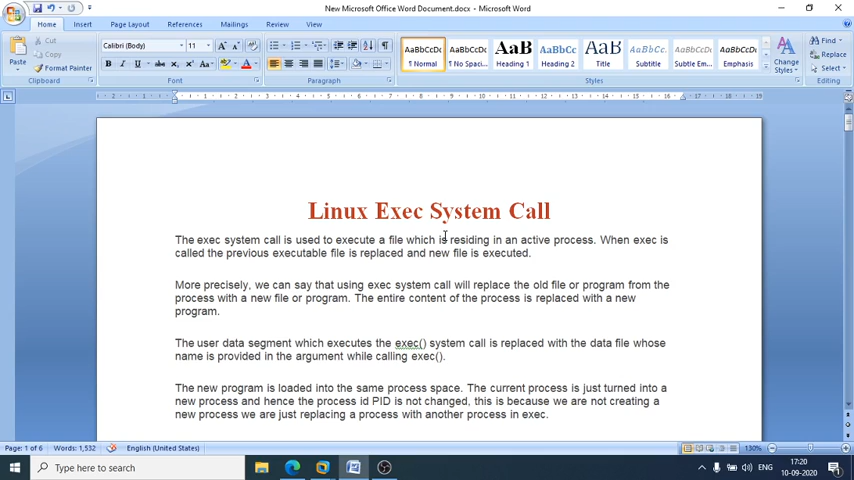 New Microsoft Office Word Document.docx - Microsoft Word
Home Insert Page Layout References Mailings Review View
Paste
Cut
Copy
Format Painter
Clipboard
Calibri (Body) 11
Font
Paragraph
AaBbCcDc AaBbCcDc AaBbC AaBbCc AaB AaBbCc. AaBbCcDc AaBbCcDc
¶ Normal ¶ No Spaci... Heading 1 Heading 2 Title Subtitle Subtle Em... Emphasis
Change Styles
Styles
Find
Replace
Select
Editing
Linux Exec System Call
The exec system call is used to execute a file which is residing in an active process. When exec is
called the previous executable file is replaced and new file is executed.
More precisely, we can say that using exec system call will replace the old file or program from the
process with a new file or program. The entire content of the process is replaced with a new
program.
The user data segment which executes the exec() system call is replaced with the data file whose
name is provided in the argument while calling exec().
The new program is loaded into the same process space. The current process is just turned into a
new process and hence the process id PID is not changed, this is because we are not creating a
new process we are just replacing a process with another process in exec.
Page: 1 of 6 Words: 1,532 English (United States) 130%
Type here to search
ENG
17:20
10-09-2020